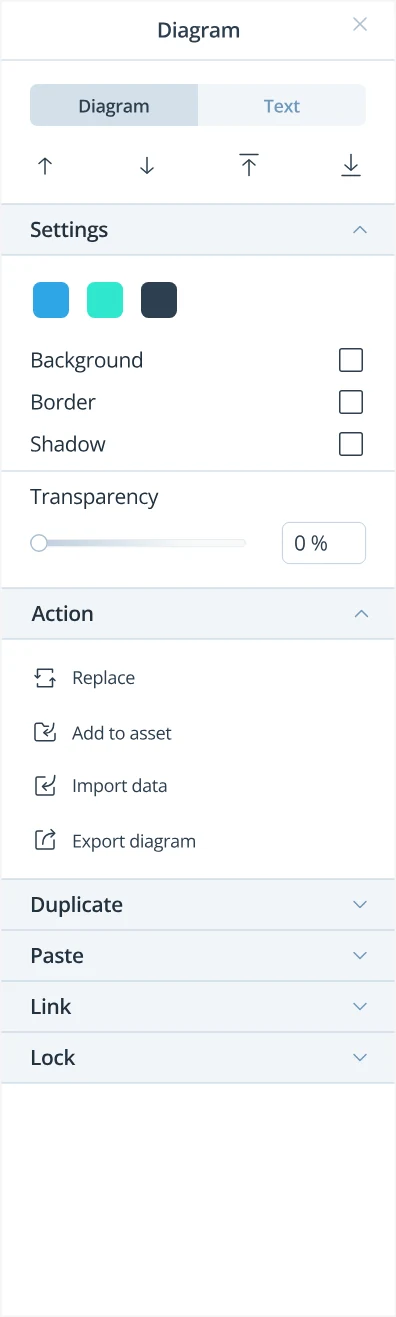 Diagram
Diagram Text
Settings
Background
Border
Shadow
Transparency
0 %
Action
Replace
Add to asset
Import data
Export diagram
Duplicate
Paste
Link
Lock